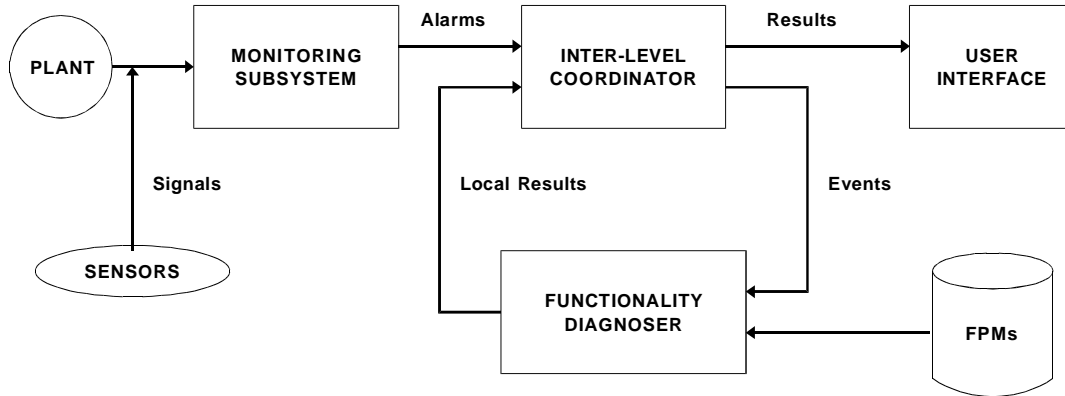 Alarms
Results
PLANT
MONITORING
SUBSYSTEM
INTER-LEVEL
COORDINATOR
USER
INTERFACE
Signals
Local Results
Events
SENSORS
FUNCTIONALITY
DIAGNOSER
FPMs